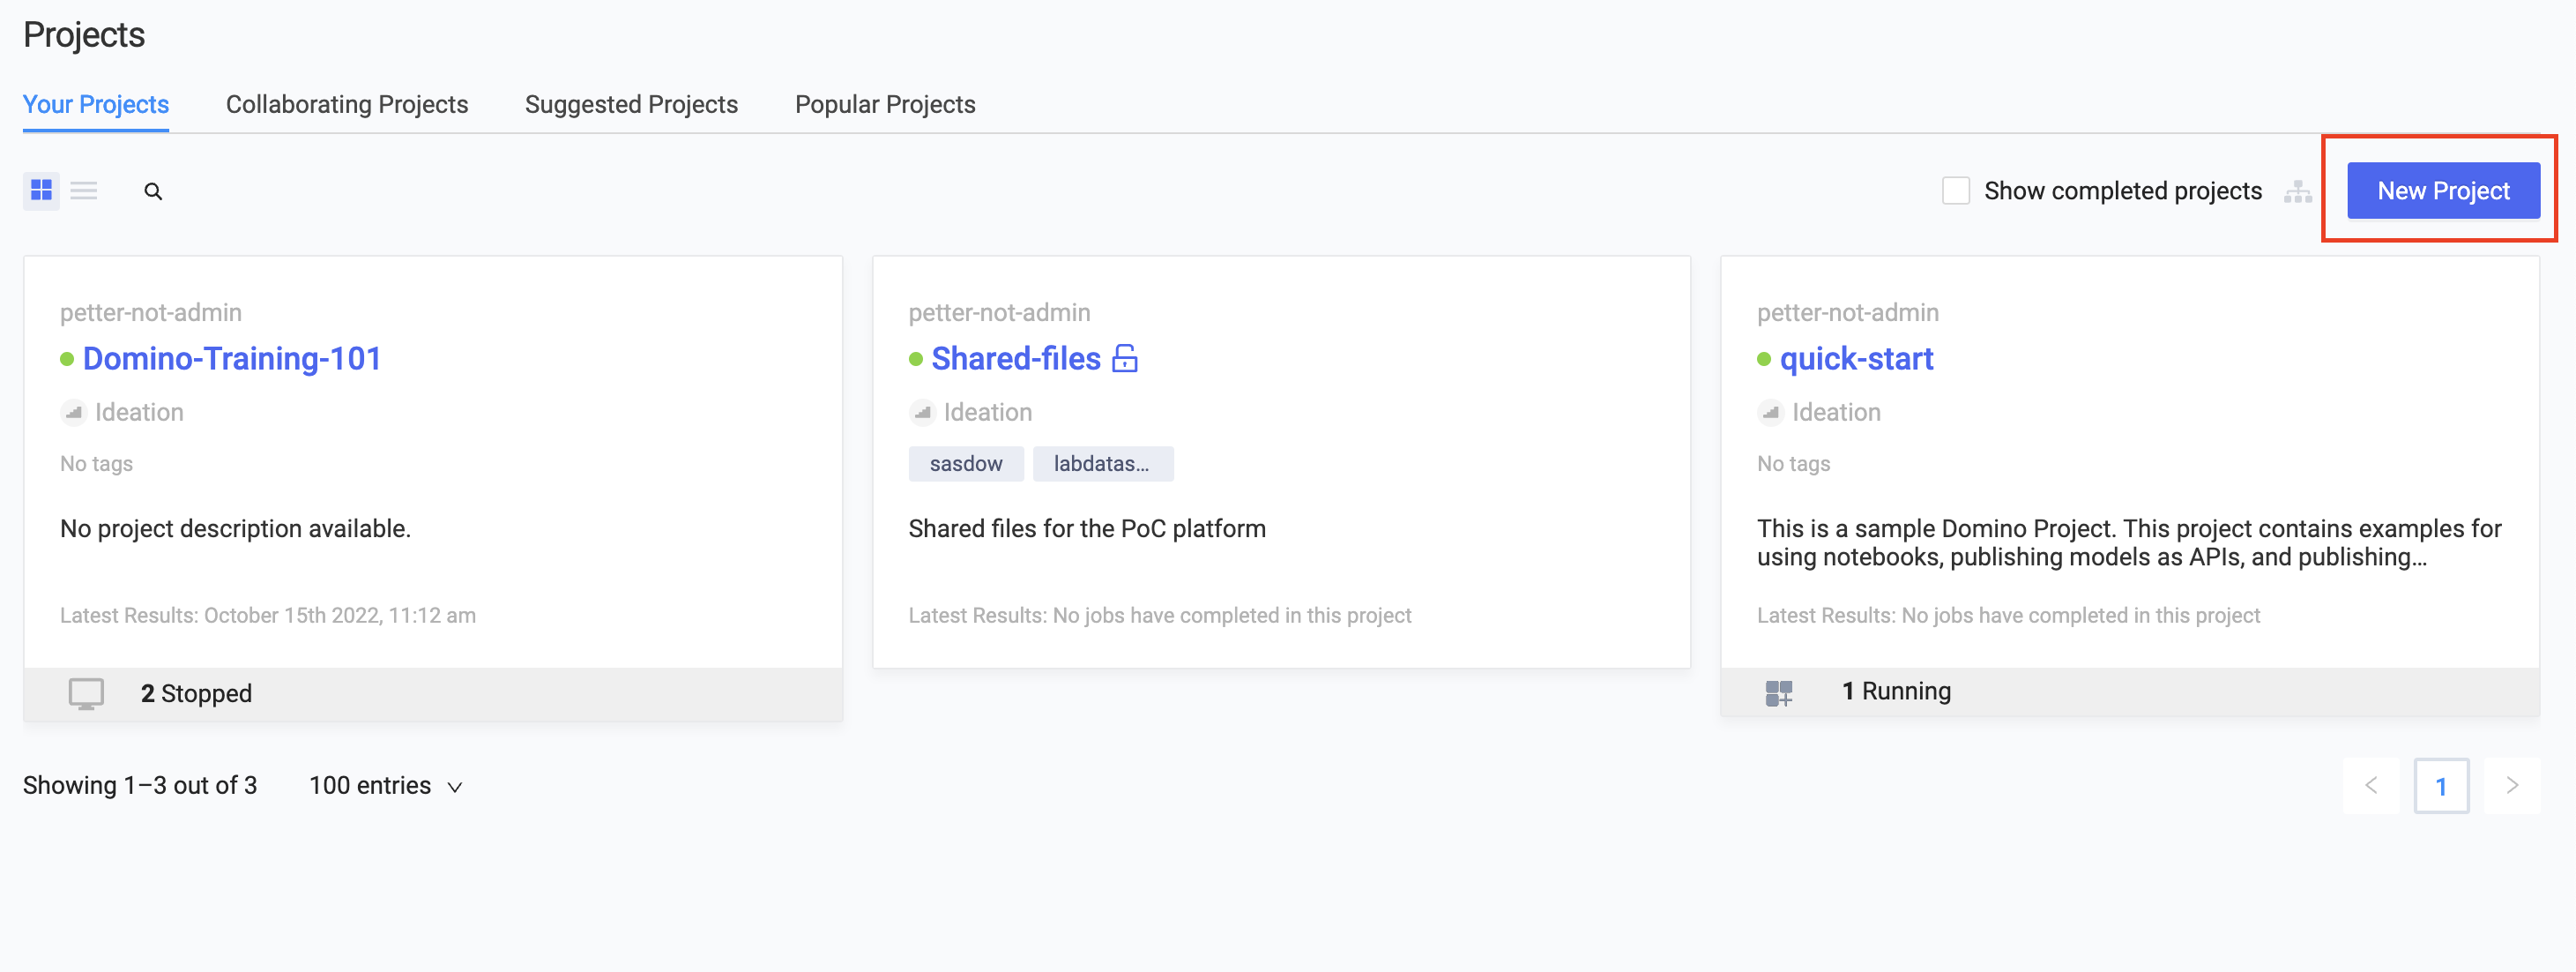 Projects
Your Projects Collaborating Projects Suggested Projects Popular Projects
Show completed projects New Project
petter-not-admin
Domino-Training-101
Ideation
No tags
No project description available.
Latest Results: October 15th 2022, 11:12 am
2 Stopped
petter-not-admin
Shared-files
Ideation
sasdow labdatas...
Shared files for the PoC platform
Latest Results: No jobs have completed in this project
petter-not-admin
quick-start
Ideation
No tags
This is a sample Domino Project. This project contains examples for
using notebooks, publishing models as APIs, and publishing...
Latest Results: No jobs have completed in this project
1 Running
Showing 1–3 out of 3 100 entries
1